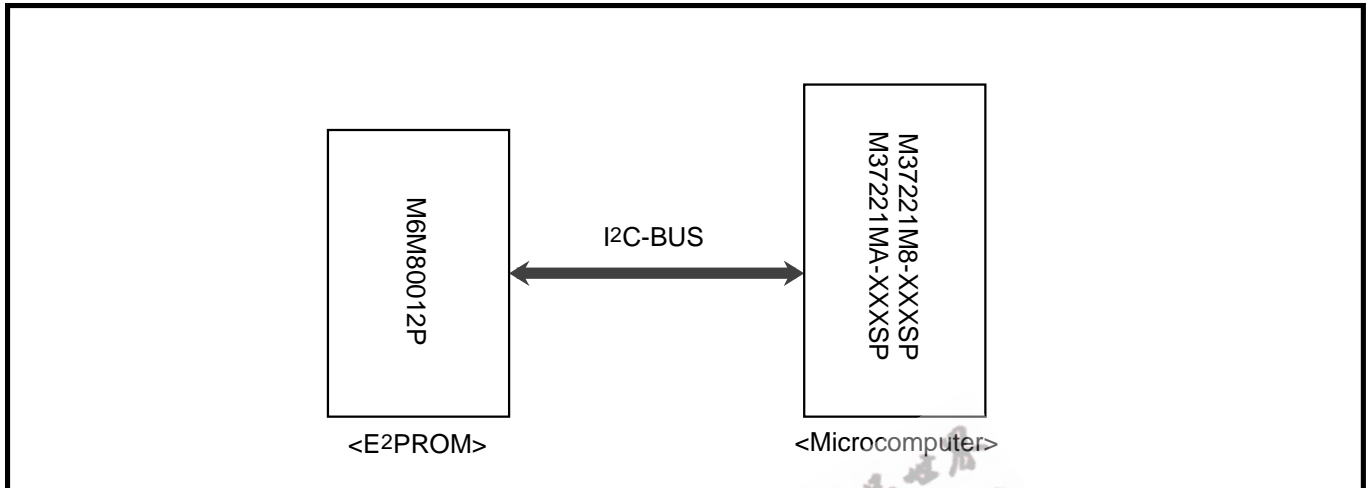 M6M80012P
I2C-BUS
M37221M8-XXXSP
M37221MA-XXXSP
<E2PROM>
<Microcomputer>